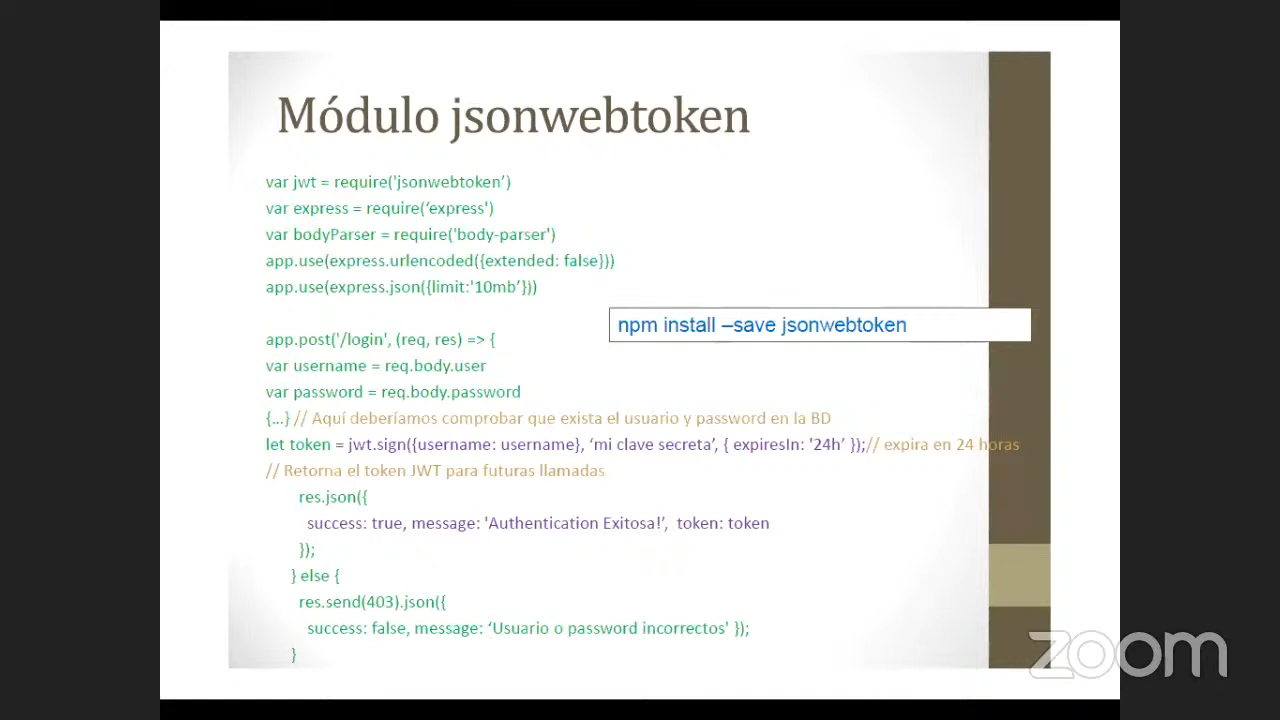 Módulo jsonwebtoken
var jwt = require('jsonwebtoken’)
var express = require(‘express')
var bodyParser = require('body-parser')
app.use(express.urlencoded({extended: false}))
app.use(express.json({limit:'10mb’}))
npm install –save jsonwebtoken
app.post('/login', (req, res) => {
var username = req.body.user
var password = req.body.password
{…} // Aquí deberíamos comprobar que exista el usuario y password en la BD
let token = jwt.sign({username: username}, ‘mi clave secreta’, { expiresIn: '24h’ });// expira en 24 horas
// Retorna el token JWT para futuras llamadas
res.json({
success: true, message: 'Authentication Exitosa!’, token: token
});
} else {
res.send(403).json({
success: false, message: ‘Usuario o password incorrectos' });
}
zoom